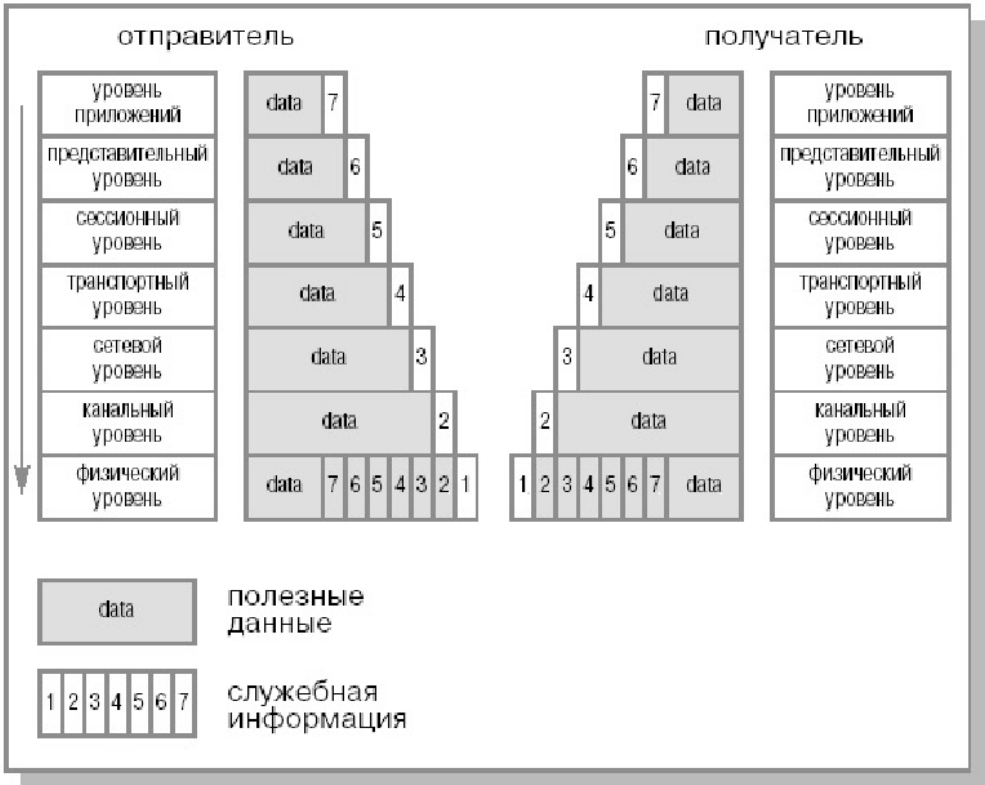 отправитель
получатель
уровень
приложений
data 7
7 data
уровень
приложений
представительный
уровень
data 6
6 data
представительный
уровень
сессионный
уровень
data 5
5 data
сессионный
уровень
транспортный
уровень
data 4
4 data
транспортный
уровень
сетевой
уровень
data 3
3 data
сетевой
уровень
канальный
уровень
data 2
2 data
канальный
уровень
физический
уровень
data 7 6 5 4 3 2 1
1 2 3 4 5 6 7 data
физический
уровень
data
полезные
данные
1 2 3 4 5 6 7
служебная
информация